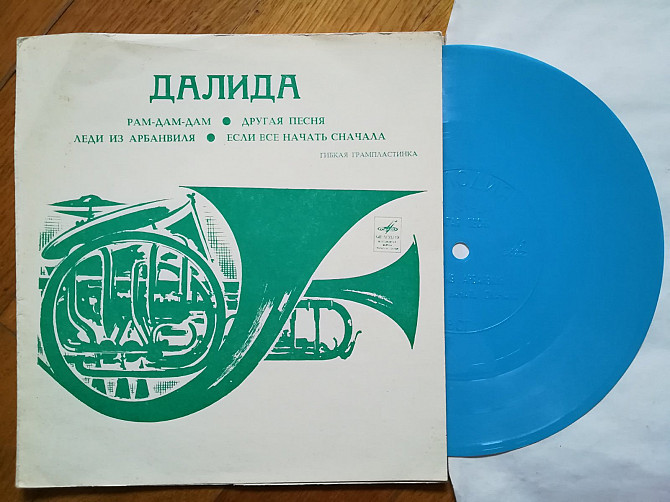 ДАЛИДА
РАМ-ДАМ-ДАМ ● ДРУГАЯ ПЕСНЯ
ЛЕДИ ИЗ АРБАНВИЛЯ ● ЕСЛИ ВСЕ НАЧАТЬ СНАЧАЛА
ГИБКАЯ ГРАМПЛАСТИНКА
МЕЛОДИЯ